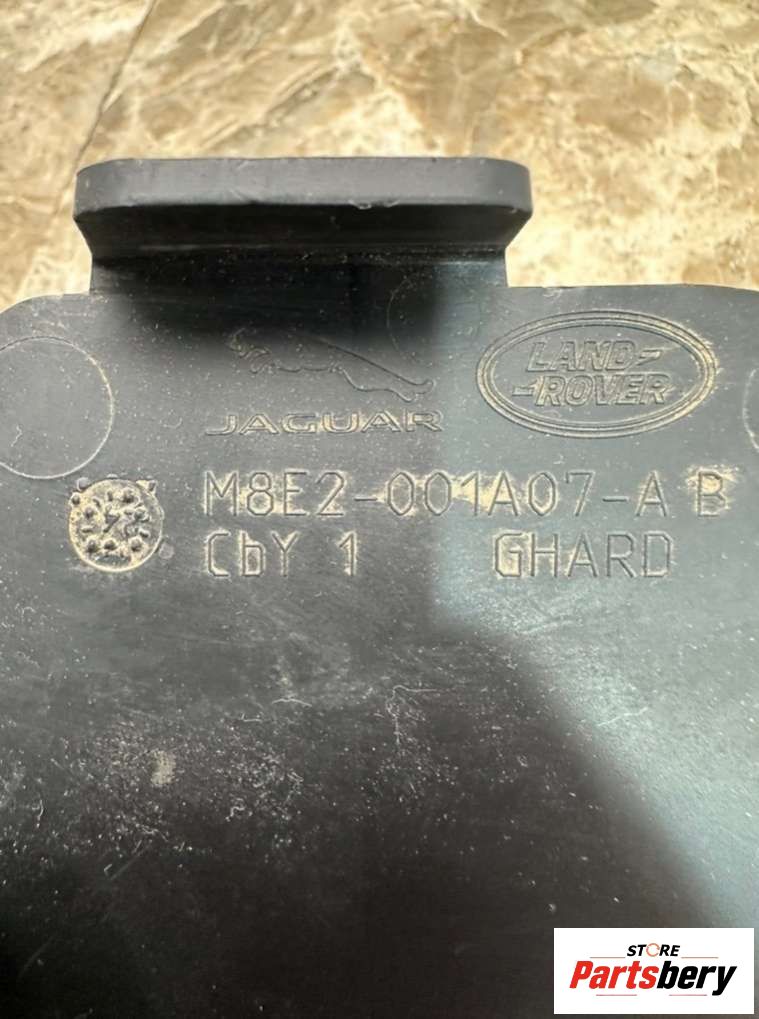 JAGUAR
LAND-
-ROVER
M8E2-001A07-A B
CbY 1 GHARD
STORE
Partsbery